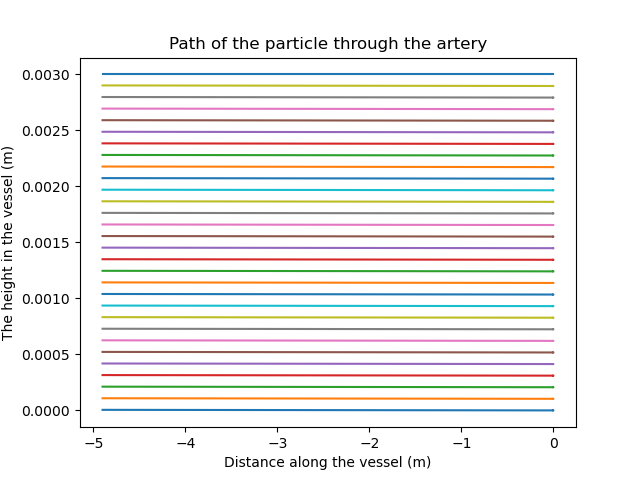 Path of the particle through the artery
The height in the vessel (m)
0.0030
0.0025
0.0020
0.0015
0.0010
0.0005
0.0000
−5 −4 −3 −2 −1 0
Distance along the vessel (m)